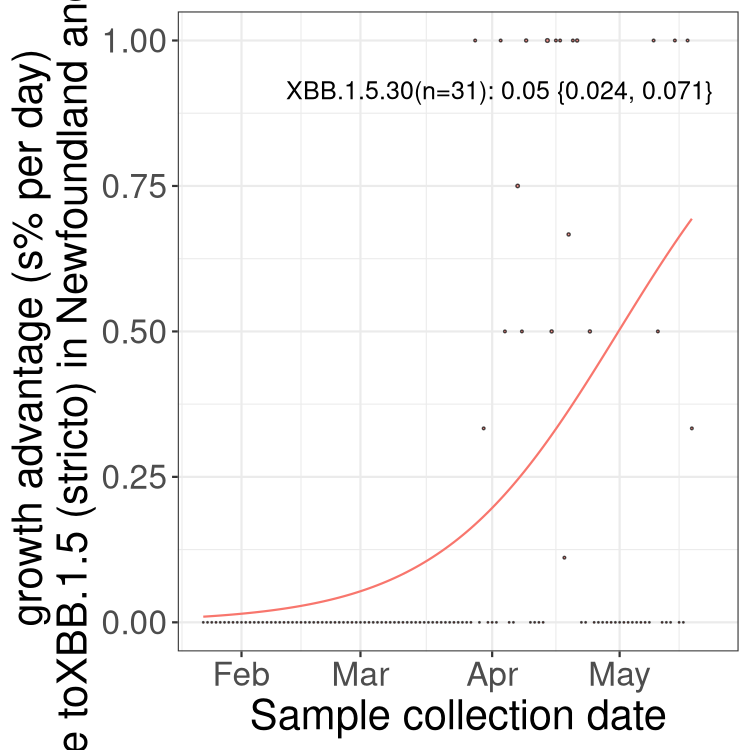 growth advantage (s% per day)
toXBB.1.5 (stricto) in Newfoundland
1.00
0.75
0.50
0.25
0.00
XBB.1.5.30(n=31): 0.05 {0.024, 0.071}
Feb Mar Apr May
Sample collection date